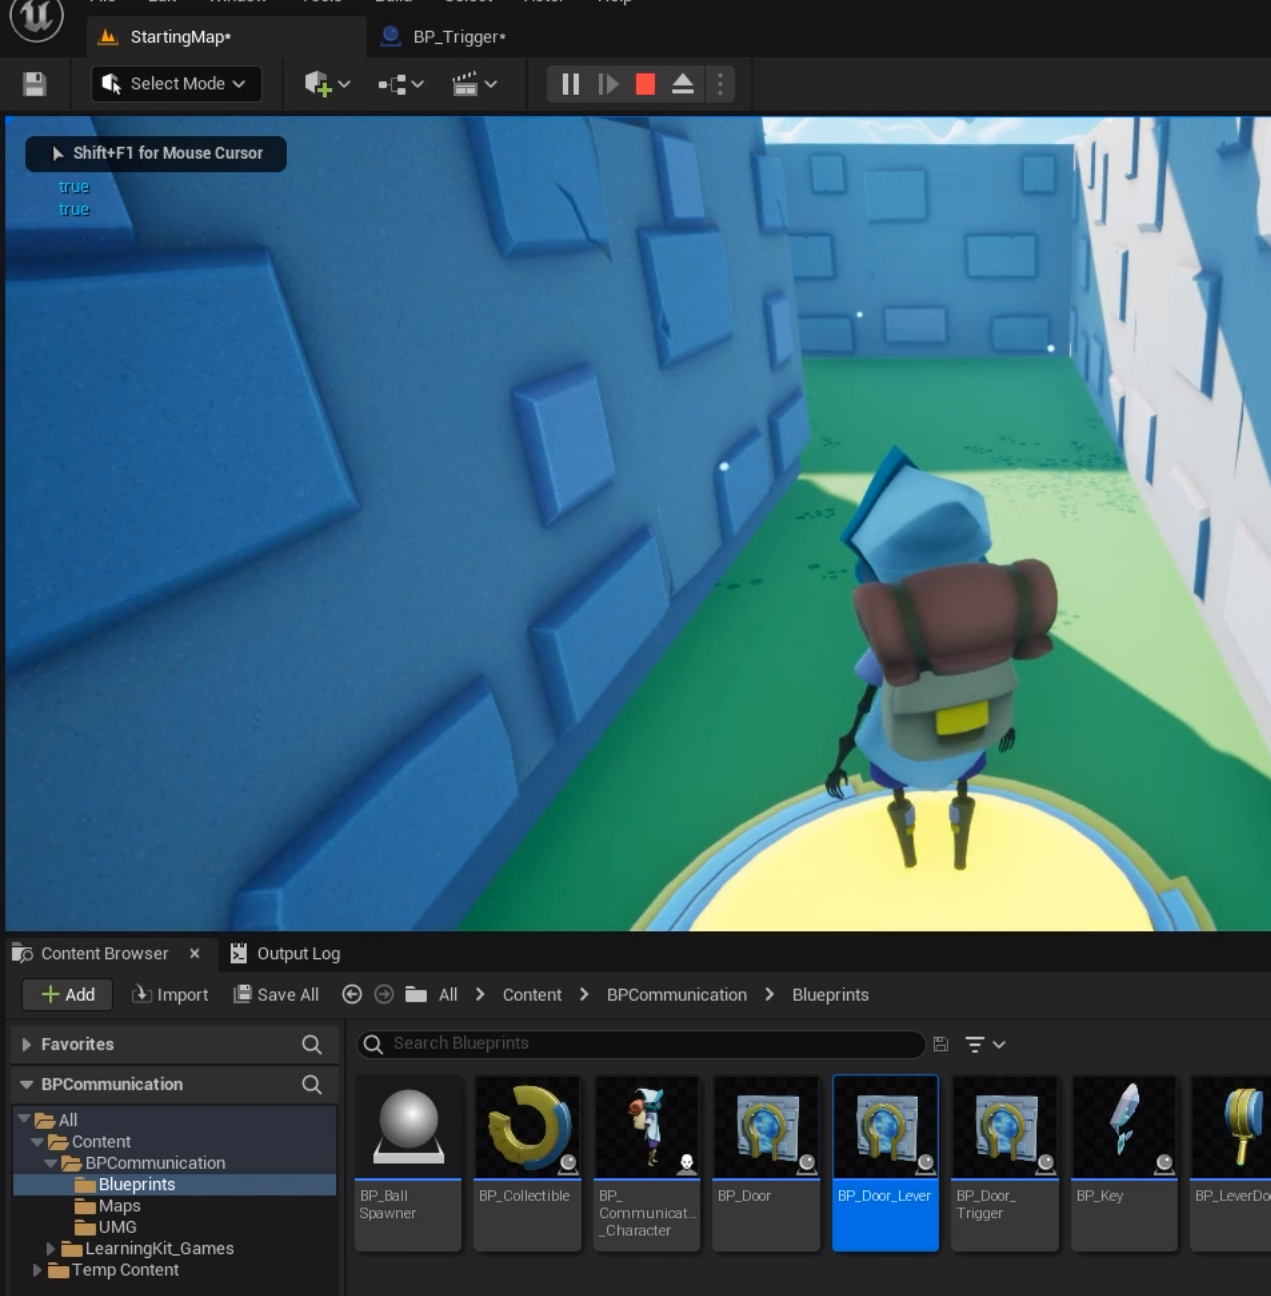 StartingMap*
BP_Trigger*
Select Mode
Shift+F1 for Mouse Cursor
true
true
Content Browser
Output Log
Add
Import
Save All
All > Content > BPCommunication > Blueprints
Favorites
Search Blueprints
BPCommunication
All
Content
BPCommunication
Blueprints
Maps
UMG
LearningKit_Games
Temp Content
BP_Ball
Spawner
BP_Collectible
BP_
Communicat...
_Character
BP_Door
BP_Door_Lever
BP_Door_
Trigger
BP_Key
BP_LeverDo